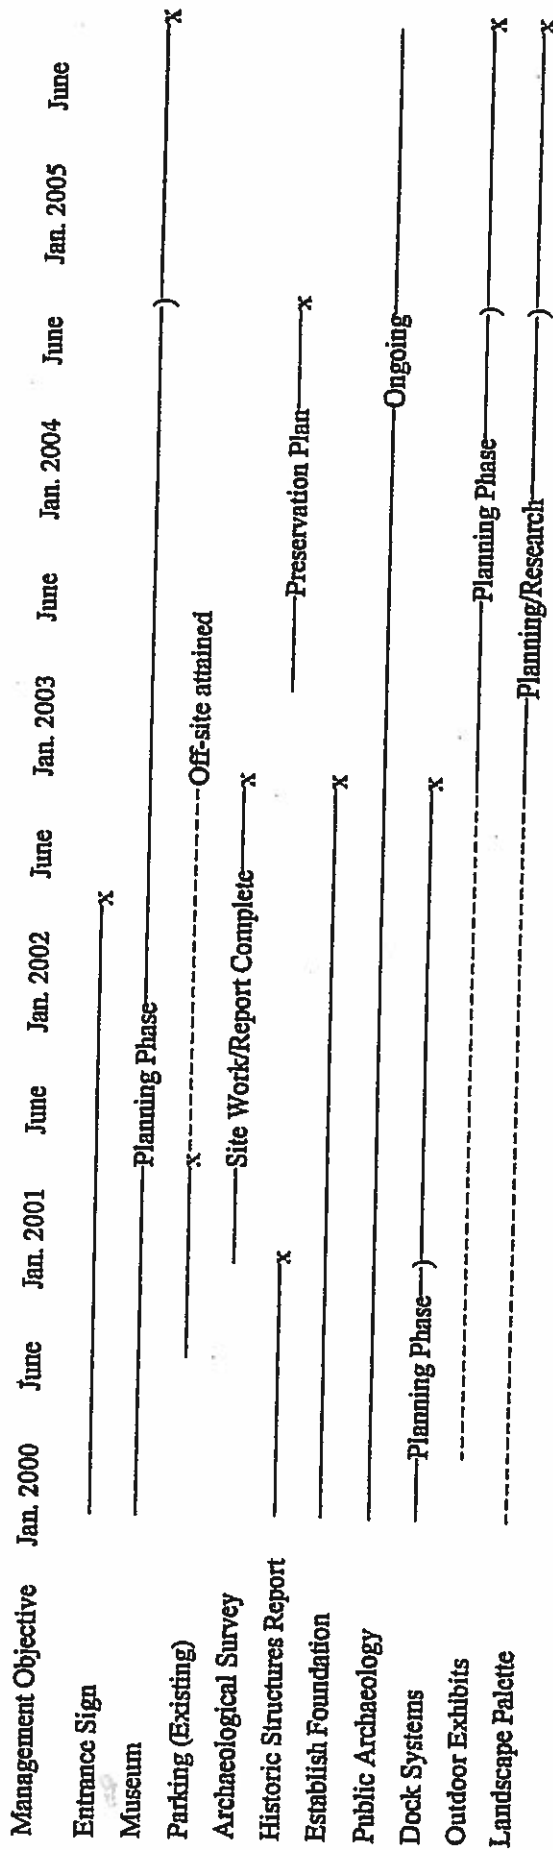 Management Objective Jan. 2000 June Jan. 2001 June Jan. 2002 June Jan. 2003 June Jan. 2004 June Jan. 2005 June
Entrance Sign x
Museum Planning Phase ) x
Parking (Existing) x Off-site attained
Archaeological Survey Site Work/Report Complete x
Historic Structures Report x Preservation Plan x
Establish Foundation x
Public Archaeology Ongoing
Dock Systems Planning Phase ) x
Outdoor Exhibits Planning Phase ) x
Landscape Palette Planning/Research ) x